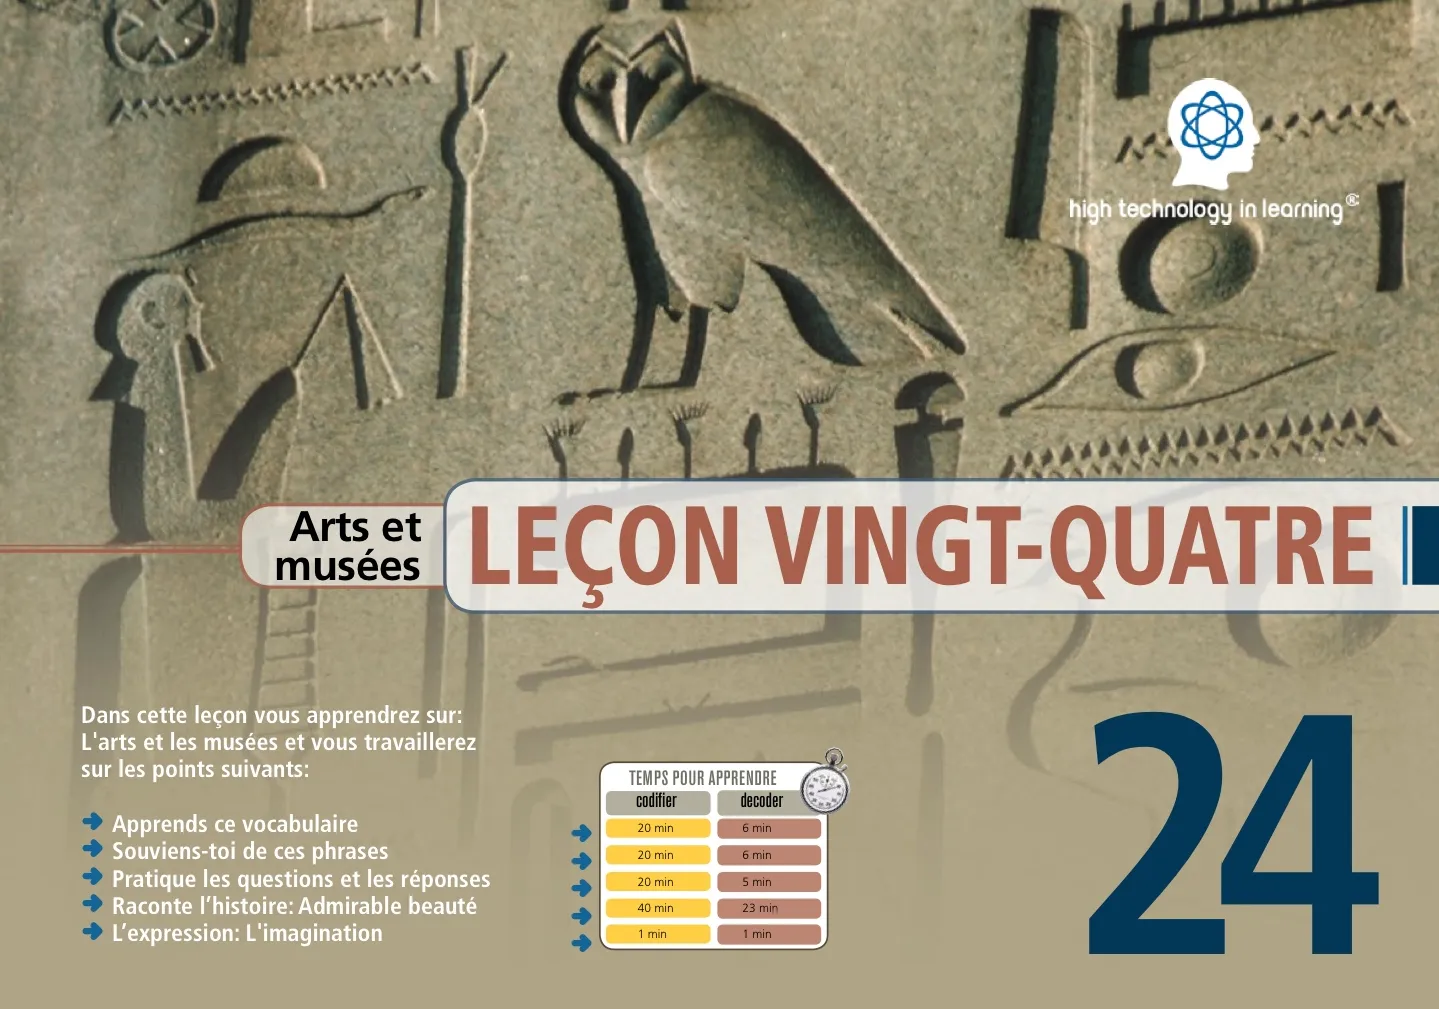 high technology in learning®
Arts et
musées
LEÇON VINGT-QUATRE
Dans cette leçon vous apprendrez sur:
L'arts et les musées et vous travaillerez
sur les points suivants:
Apprends ce vocabulaire
Souviens-toi de ces phrases
Pratique les questions et les réponses
Raconte l’histoire: Admirable beauté
L’expression: L'imagination
TEMPS POUR APPRENDRE
codifier decoder
20 min 6 min
20 min 6 min
20 min 5 min
40 min 23 min
1 min 1 min
24